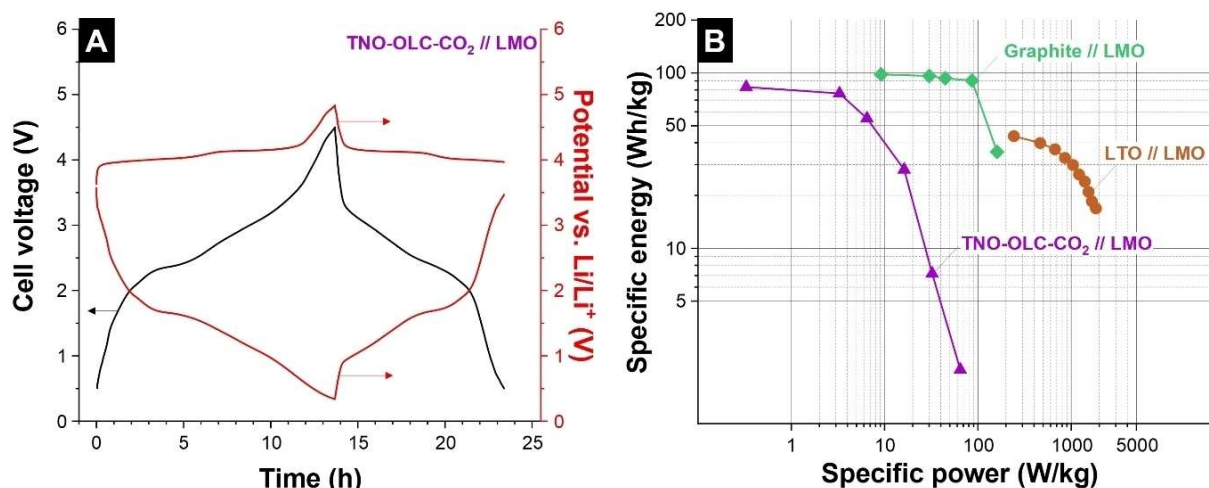 A
TNO-OLC-CO₂ // LMO
Cell voltage (V)
6
5
4
3
2
1
0
0 5 10 15 20 25
Time (h)
6
5
4
3
2
1
0
Potential vs. Li/Li⁺ (V)
B
Graphite // LMO
LTO // LMO
TNO-OLC-CO₂ // LMO
Specific energy (Wh/kg)
200
100
50
10
5
1 10 100 1000 5000
Specific power (W/kg)